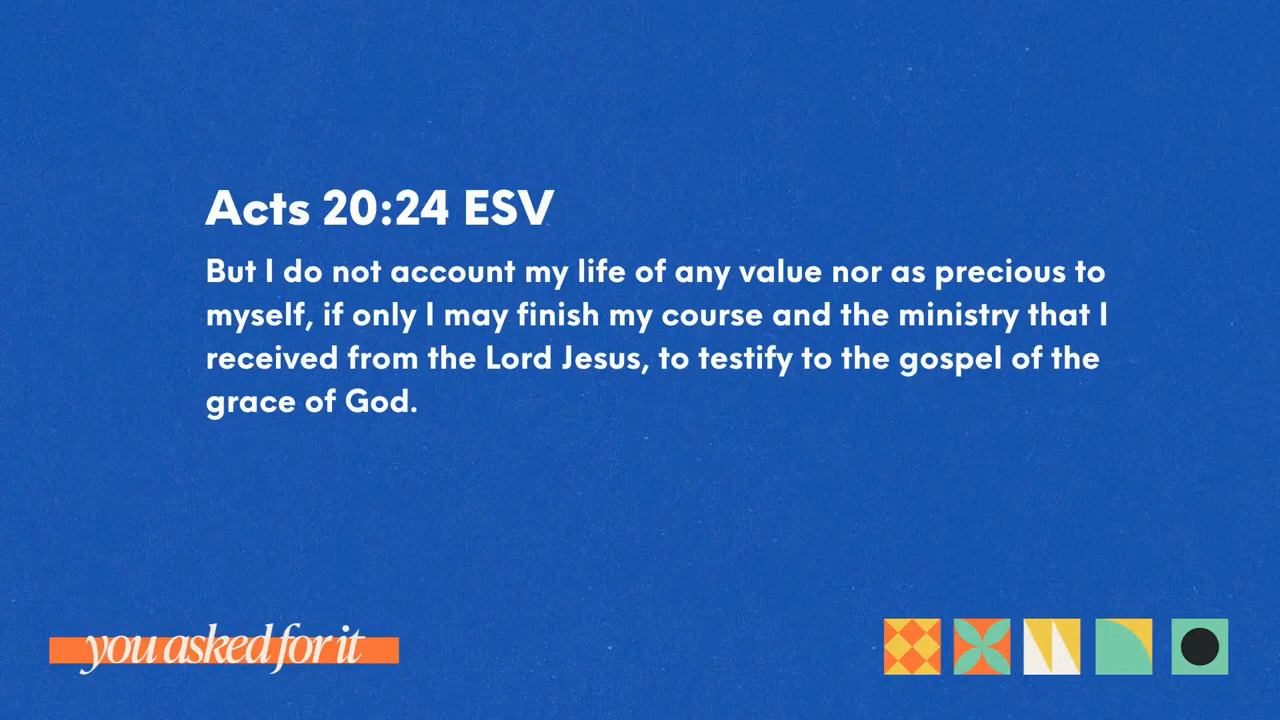 Acts 20:24 ESV
But I do not account my life of any value nor as precious to
myself, if only I may finish my course and the ministry that I
received from the Lord Jesus, to testify to the gospel of the
grace of God.
you asked for it